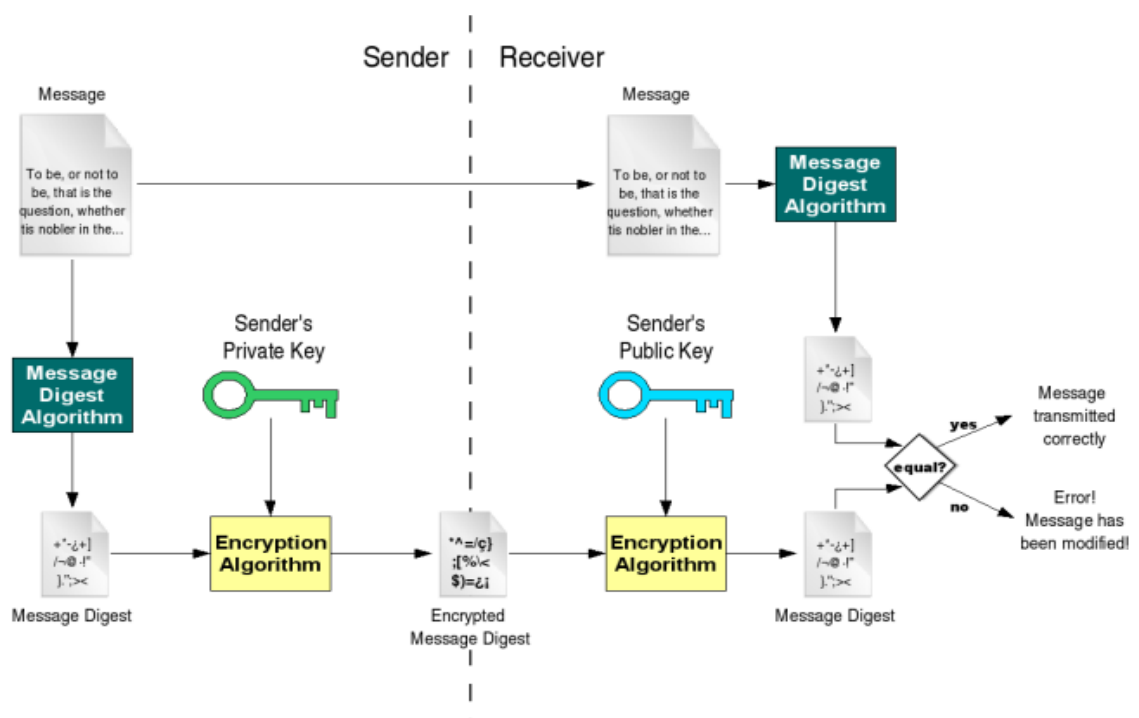 Sender
Receiver
Message
To be, or not to
be, that is the
question, whether
tis nobler in the...
Message
To be, or not to
be, that is the
question, whether
tis nobler in the...
Message
Digest
Algorithm
Sender's
Private Key
Sender's
Public Key
Message
Digest
Algorithm
+*-¿+]
/¬@-!"
}.";><
Message
transmitted
correctly
yes
equal?
no
Error!
Message has
been modified!
+*-¿+]
/¬@-!"
}.";><
Message Digest
Encryption
Algorithm
*^=/ç}
;[%\<
$)=¿¡
Encrypted
Message Digest
Encryption
Algorithm
+*-¿+]
/¬@-!"
}.";><
Message Digest